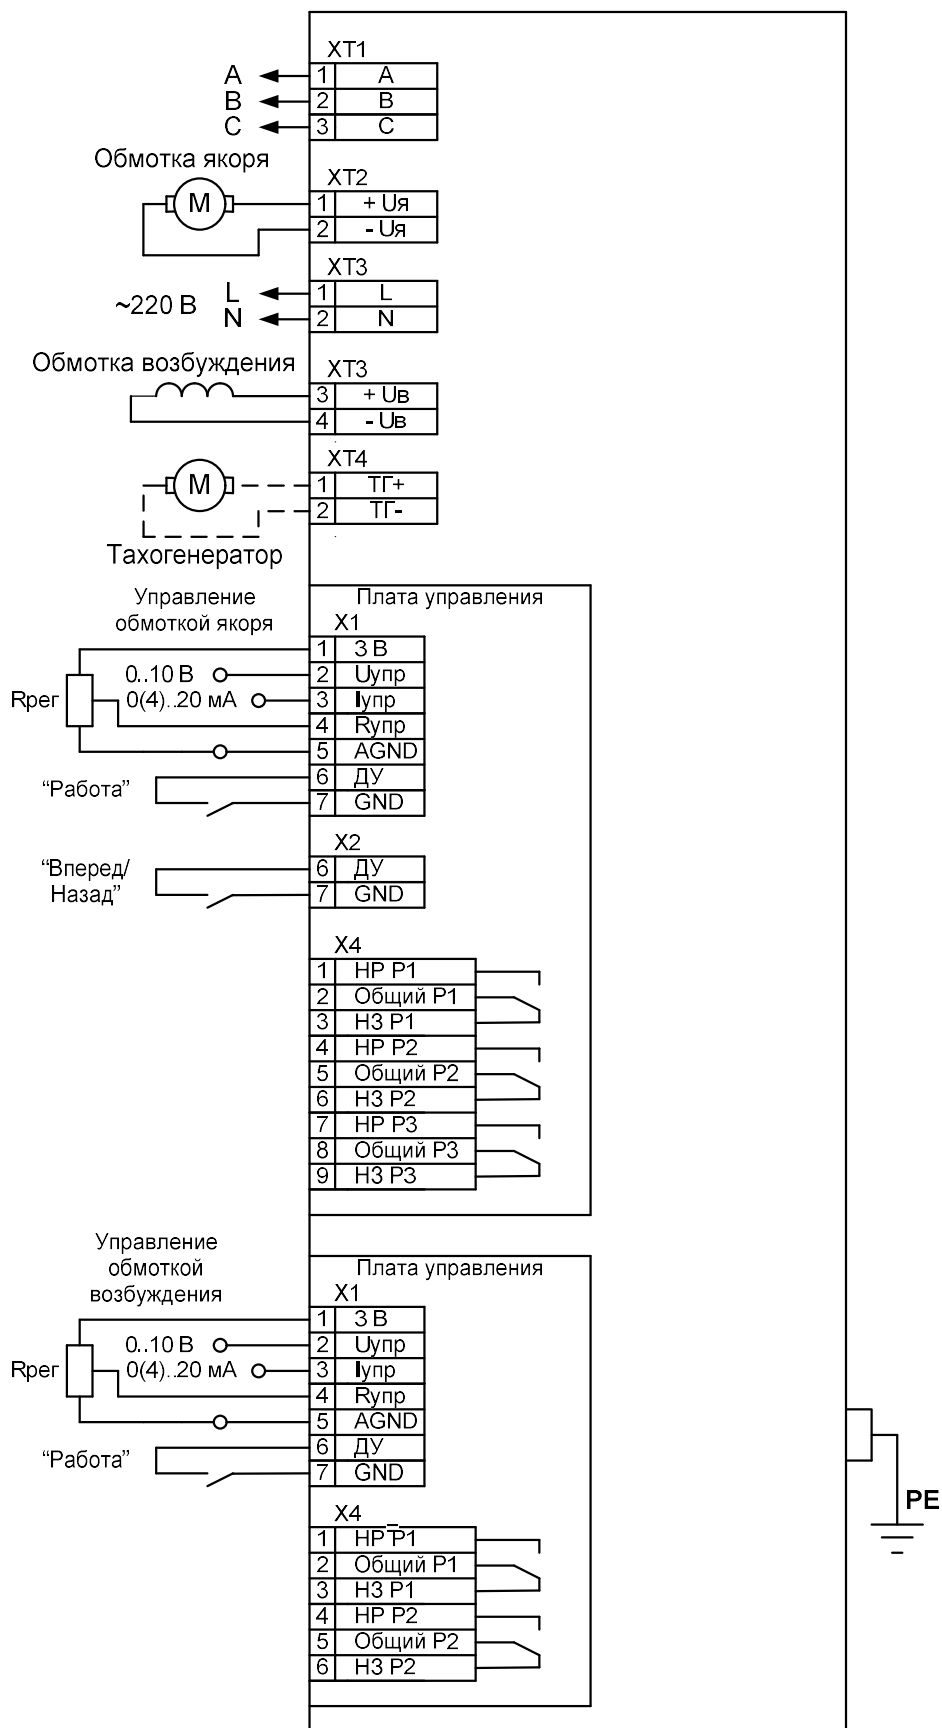 XT1
A 1 A
B 2 B
C 3 C
Обмотка якоря
XT2
M 1 + Uя
2 - Uя
XT3
~220 В L 1 L
N 2 N
Обмотка возбуждения
XT3
3 + Uв
4 - Uв
XT4
M 1 ТГ+
2 ТГ-
Тахогенератор
Управление
обмоткой якоря
Плата управления
X1
1 3 В
0..10 В 2 Uупр
Rрег 0(4)..20 мА 3 Iупр
4 Rупр
5 AGND
“Работа” 6 ДУ
7 GND
X2
“Вперед/
Назад”
6 ДУ
7 GND
X4
1 НР Р1
2 Общий Р1
3 НЗ Р1
4 НР Р2
5 Общий Р2
6 НЗ Р2
7 НР Р3
8 Общий Р3
9 НЗ Р3
Управление
обмоткой
возбуждения
Плата управления
X1
1 3 В
0..10 В 2 Uупр
Rрег 0(4)..20 мА 3 Iупр
4 Rупр
5 AGND
“Работа” 6 ДУ
7 GND
PE
X4
1 НР Р1
2 Общий Р1
3 НЗ Р1
4 НР Р2
5 Общий Р2
6 НЗ Р2